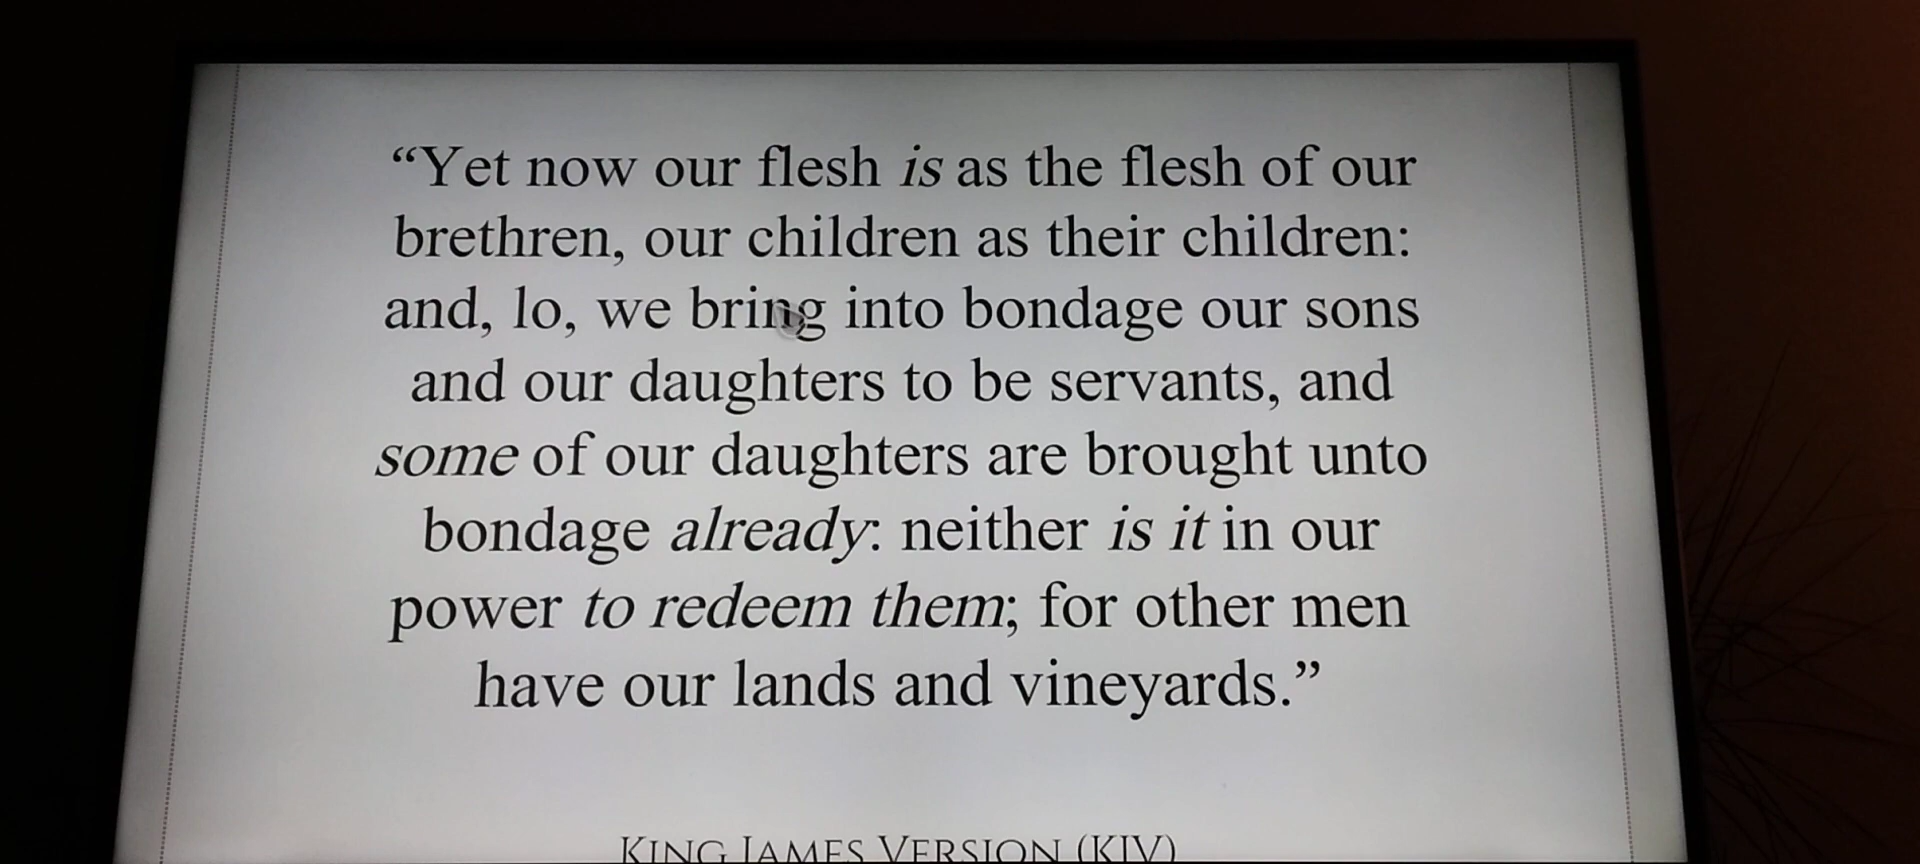 “Yet now our flesh is as the flesh of our
brethren, our children as their children:
and, lo, we bring into bondage our sons
and our daughters to be servants, and
some of our daughters are brought unto
bondage already: neither is it in our
power to redeem them; for other men
have our lands and vineyards.”
KING JAMES VERSION (KJV)